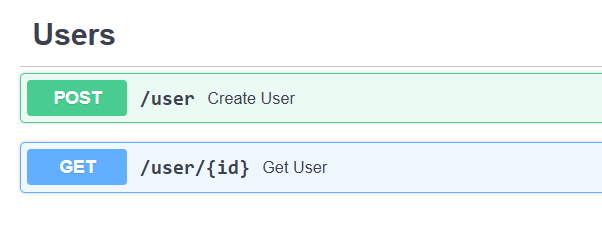 Users
POST /user Create User
GET /user/{id} Get User